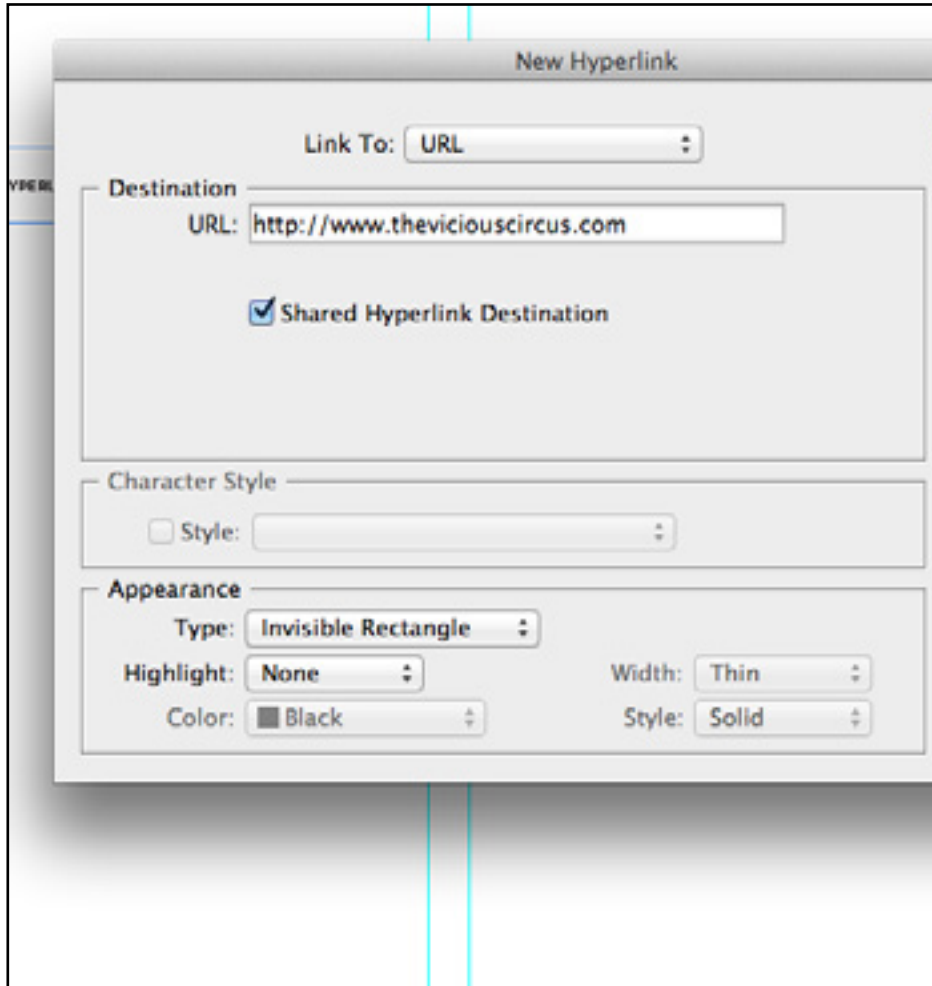 New Hyperlink
Link To: URL
Destination
URL: http://www.theviciouscircus.com
Shared Hyperlink Destination
Character Style
Style:
Appearance
Type: Invisible Rectangle
Highlight: None Width: Thin
Color: Black Style: Solid